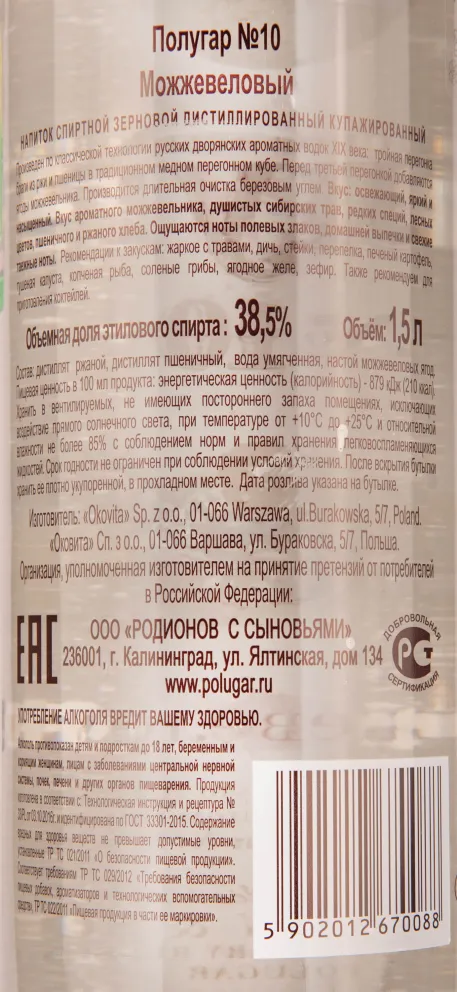 Полугар №10
Можжевеловый
НАПИТОК СПИРТНОЙ ЗЕРНОВОЙ ДИСТИЛЛИРОВАННЫЙ КУПАЖИРОВАННЫЙ
Произведен по классической технологии русских дворянских ароматных водок XIX века: тройная перегонка
браги из ржи и пшеницы в традиционном медном перегонном кубе. Перед третьей перегонкой добавляются
ягоды можжевельника. Производится длительная очистка березовым углем. Вкус: освежающий, яркий и
насыщенный. Вкус ароматного можжевельника, душистых сибирских трав, редких специй, лесных
цветов, пшеничного и ржаного хлеба. Ощущаются ноты полевых злаков, домашней выпечки и свежие
таежные ноты. Рекомендации к закускам: жаркое с травами, дичь, стейки, перепелка, печеный картофель,
тушеная капуста, копченая рыба, соленые грибы, ягодное желе, зефир. Также рекомендуем для
приготовления коктейлей.
Объемная доля этилового спирта: 38,5% Объём: 1,5 л
Состав: дистиллят ржаной, дистиллят пшеничный, вода умягченная, настой можжевеловых ягод.
Пищевая ценность в 100 мл продукта: энергетическая ценность (калорийность) - 879 кДж (210 ккал).
Хранить в вентилируемых, не имеющих постороннего запаха помещениях, исключающих
воздействие прямого солнечного света, при температуре от +10°С до +25°С и относительной
влажности не более 85% с соблюдением норм и правил хранения легковоспламеняющихся
жидкостей. Срок годности не ограничен при соблюдении условий хранения. После вскрытия бутылки
хранить ее плотно укупоренной, в прохладном месте. Дата розлива указана на бутылке.
Изготовитель: «Okovita» Sp. z o.o., 01-066 Warszawa, ul.Burakowska, 5/7, Poland.
«Оковита» Сп. з о.о., 01-066 Варшава, ул. Бураковска, 5/7, Польша.
Организация, уполномоченная изготовителем на принятие претензий от потребителей
в Российской Федерации:
ЕАС
ООО «РОДИОНОВ С СЫНОВЬЯМИ»
236001, г. Калининград, ул. Ялтинская, дом 134
www.polugar.ru
ДОБРОВОЛЬНАЯ
РСТ
СЕРТИФИКАЦИЯ
УПОТРЕБЛЕНИЕ АЛКОГОЛЯ ВРЕДИТ ВАШЕМУ ЗДОРОВЬЮ.
Алкоголь противопоказан детям и подросткам до 18 лет, беременным и
кормящим женщинам, лицам с заболеваниями центральной нервной
системы, почек, печени и других органов пищеварения. Продукция
изготовлена в соответствии с: Технологическая инструкция и рецептура №
от 03.10.2016г. и идентифицирована по ГОСТ 33301-2015. Содержание
вредных для здоровья веществ не превышает допустимые уровни,
установленные ТР ТС 021/2011 «О безопасности пищевой продукции».
Соответствует требованиям ТР ТС 029/2012 «Требования безопасности
пищевых добавок, ароматизаторов и технологических вспомогательных
средств», ТР ТС 022/2011 «Пищевая продукция в части ее маркировки».
5 902012 670088